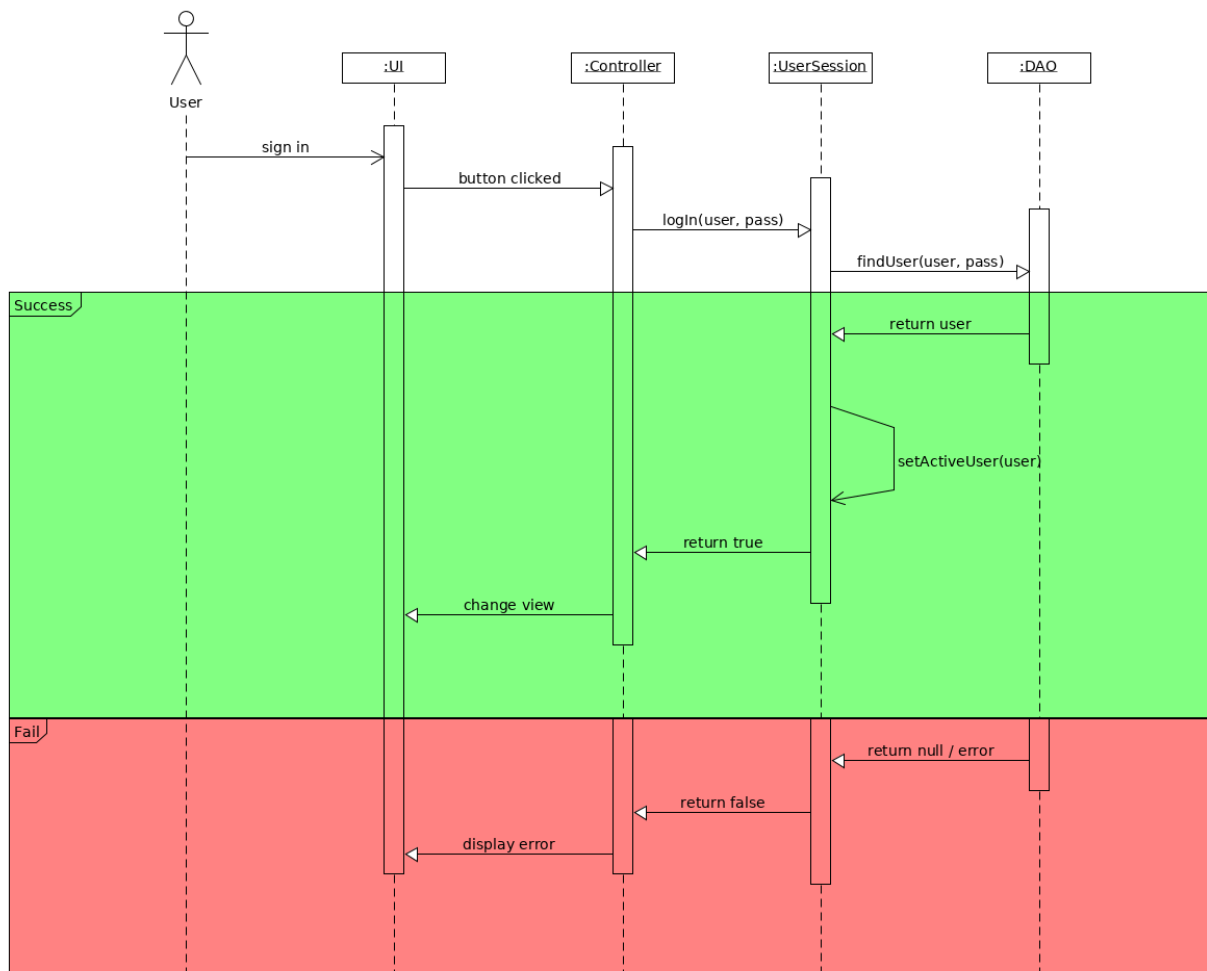 :UI
:Controller
:UserSession
:DAO
User
sign in
button clicked
logIn(user, pass)
findUser(user, pass)
Success
return user
setActiveUser(user)
return true
change view
Fail
return null / error
return false
display error